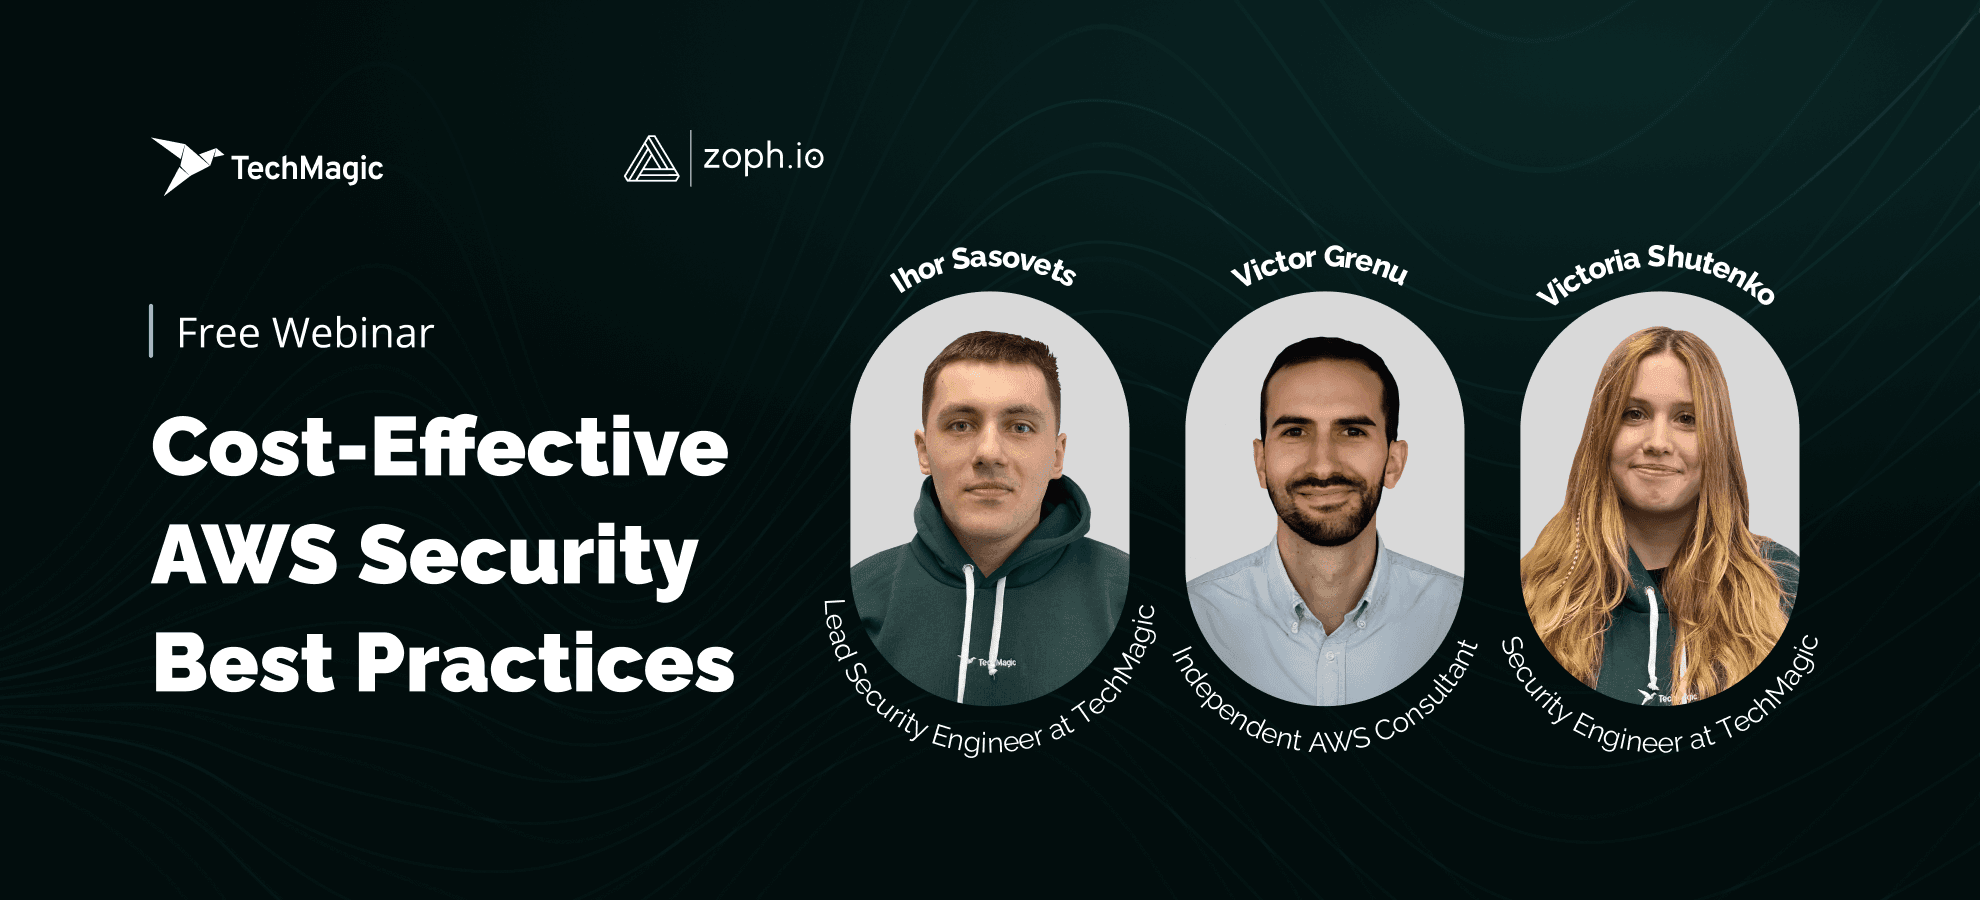 TechMagic
zoph.io
Free Webinar
Cost-Effective
AWS Security
Best Practices
Ihor Sasovets
Lead Security Engineer at TechMagic
Victor Grenu
Independent AWS Consultant
Victoria Shutenko
Security Engineer at TechMagic
TechMagic